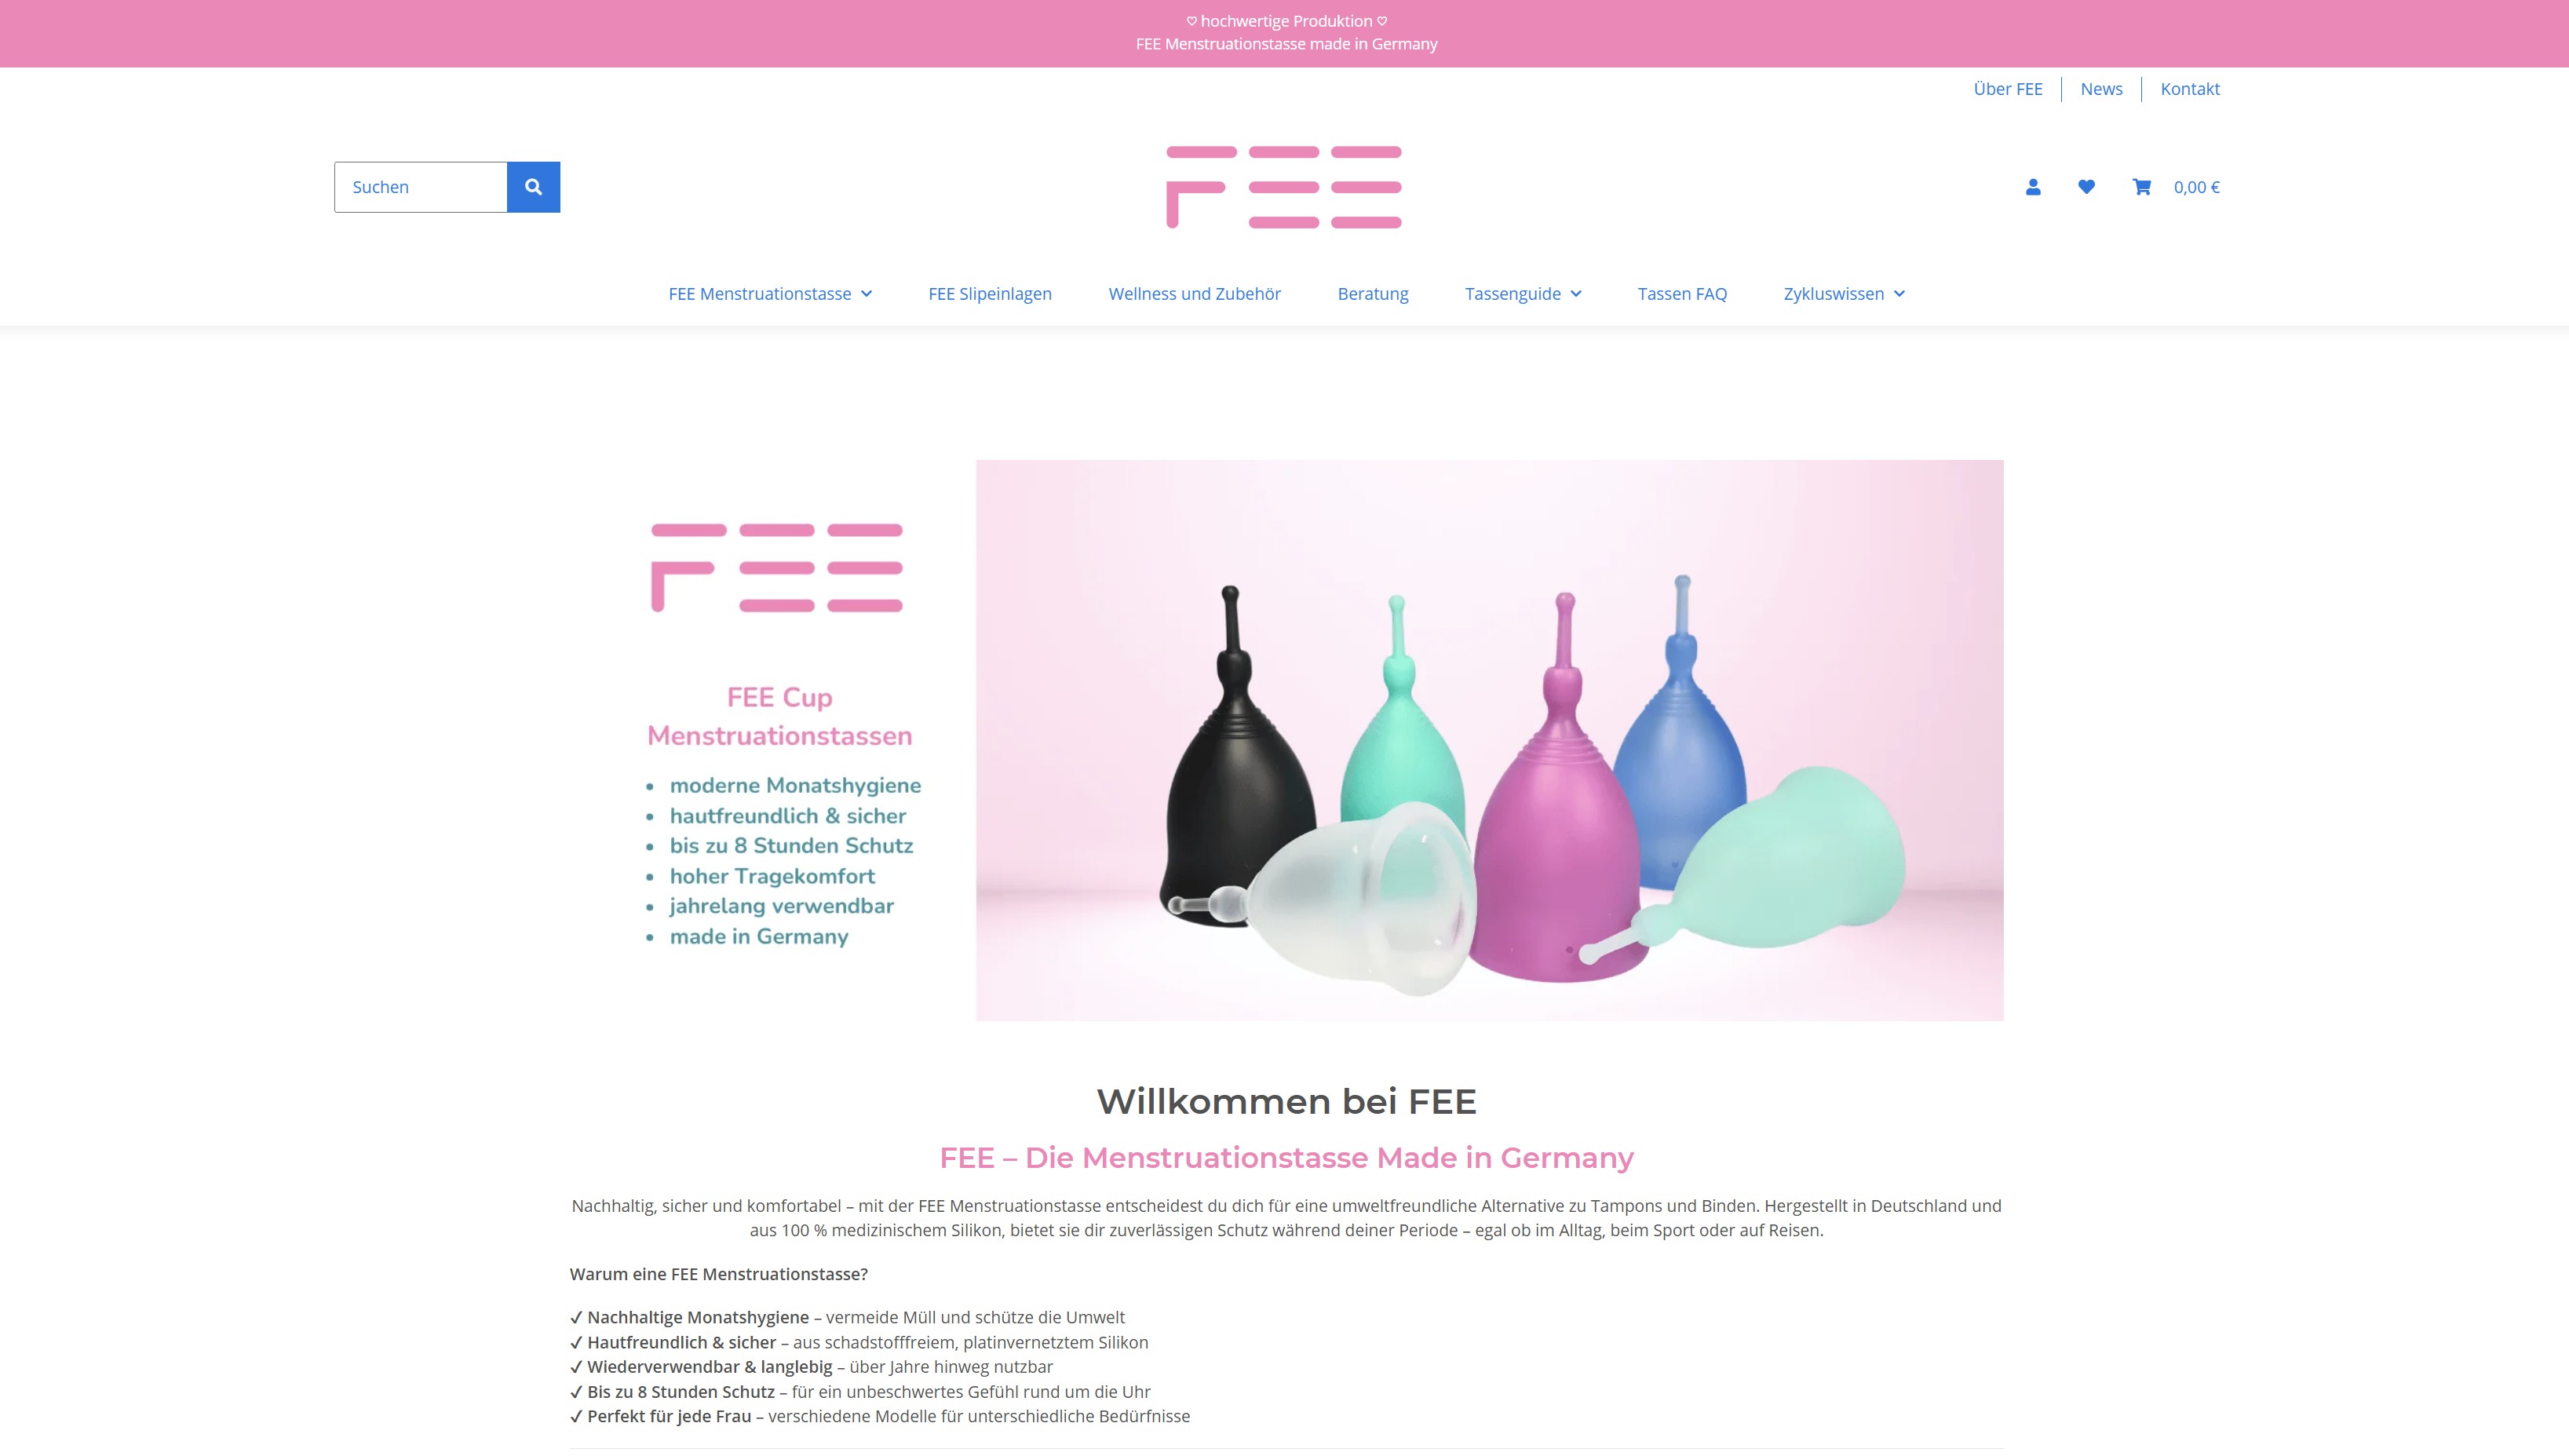 ♡ hochwertige Produktion ♡
FEE Menstruationstasse made in Germany
Über FEE
News
Kontakt
Suchen
FEE
0,00 €
FEE Menstruationstasse
FEE Slipeinlagen
Wellness und Zubehör
Beratung
Tassenguide
Tassen FAQ
Zykluswissen
FEE
FEE Cup
Menstruationstassen
• moderne Monatshygiene
• hautfreundlich & sicher
• bis zu 8 Stunden Schutz
• hoher Tragekomfort
• jahrelang verwendbar
• made in Germany
Willkommen bei FEE
FEE – Die Menstruationstasse Made in Germany
Nachhaltig, sicher und komfortabel – mit der FEE Menstruationstasse entscheidest du dich für eine umweltfreundliche Alternative zu Tampons und Binden. Hergestellt in Deutschland und
aus 100 % medizinischem Silikon, bietet sie dir zuverlässigen Schutz während deiner Periode – egal ob im Alltag, beim Sport oder auf Reisen.
Warum eine FEE Menstruationstasse?
✓ Nachhaltige Monatshygiene – vermeide Müll und schütze die Umwelt
✓ Hautfreundlich & sicher – aus schadstofffreiem, platinvernetztem Silikon
✓ Wiederverwendbar & langlebig – über Jahre hinweg nutzbar
✓ Bis zu 8 Stunden Schutz – für ein unbeschwertes Gefühl rund um die Uhr
✓ Perfekt für jede Frau – verschiedene Modelle für unterschiedliche Bedürfnisse